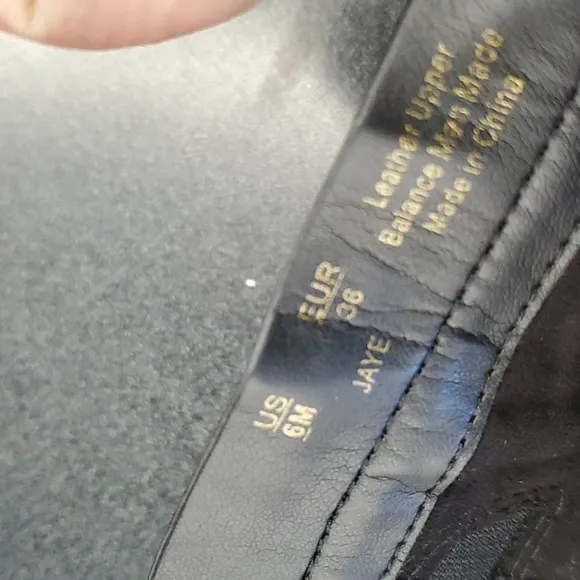 US EUR
6M 36
JAYE
Leather Upper
Balance Man Made
Made in China